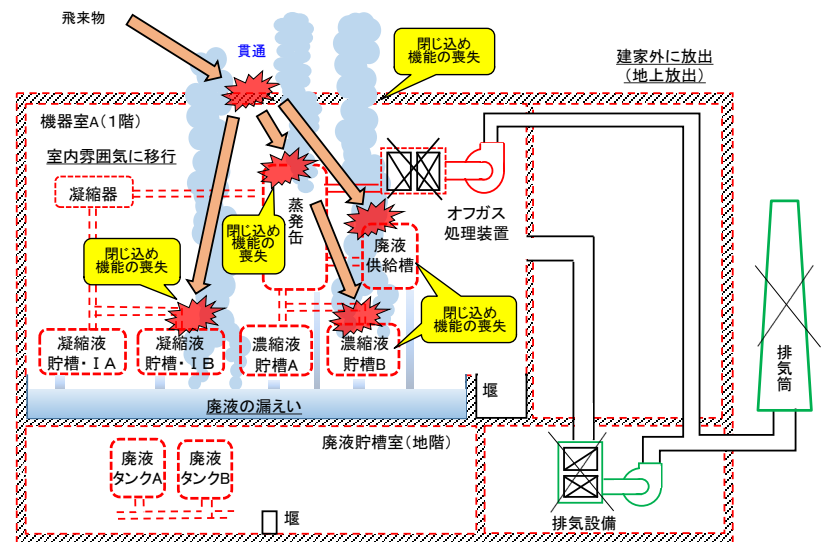 飛来物
貫通
閉じ込め
機能の喪失
建家外に放出
(地上放出)
機器室A(1階)
室内雰囲気に移行
凝縮器
蒸発缶
閉じ込め
機能の
喪失
オフガス
処理装置
廃液
供給槽
閉じ込め
機能の喪失
閉じ込め
機能の喪失
凝縮液
貯槽・ⅠA
凝縮液
貯槽・ⅠB
濃縮液
貯槽A
濃縮液
貯槽B
堰
廃液の漏えい
排気筒
廃液貯槽室(地階)
廃液
タンクA
廃液
タンクB
堰
排気設備